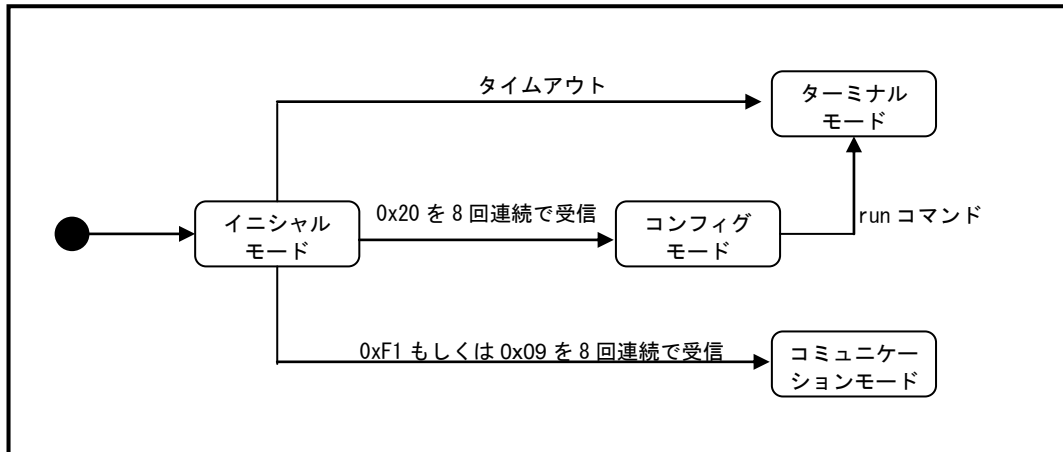 タイムアウト
ターミナル
モード
イニシャル
モード
0x20 を 8 回連続で受信
コンフィグ
モード
run コマンド
0xF1 もしくは 0x09 を 8 回連続で受信
コミュニケー
ションモード